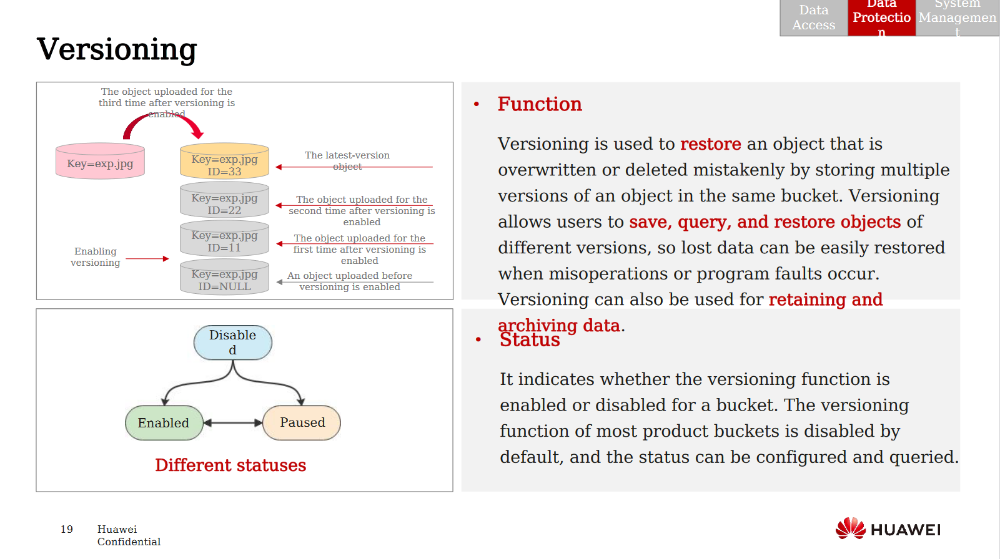 Data
Access
Data
Protectio
n
System
Managemen
t
Versioning
The object uploaded for the
third time after versioning is
enabled
Key=exp.jpg
Key=exp.jpg
ID=33
The latest-version
object
Key=exp.jpg
ID=22
The object uploaded for the
second time after versioning is
enabled
Key=exp.jpg
ID=11
The object uploaded for the
first time after versioning is
enabled
Enabling
versioning
Key=exp.jpg
ID=NULL
An object uploaded before
versioning is enabled
• Function
Versioning is used to restore an object that is
overwritten or deleted mistakenly by storing multiple
versions of an object in the same bucket. Versioning
allows users to save, query, and restore objects of
different versions, so lost data can be easily restored
when misoperations or program faults occur.
Versioning can also be used for retaining and
archiving data.
Disable
d
Enabled
Paused
Different statuses
• Status
It indicates whether the versioning function is
enabled or disabled for a bucket. The versioning
function of most product buckets is disabled by
default, and the status can be configured and queried.
19
Huawei
Confidential
HUAWEI